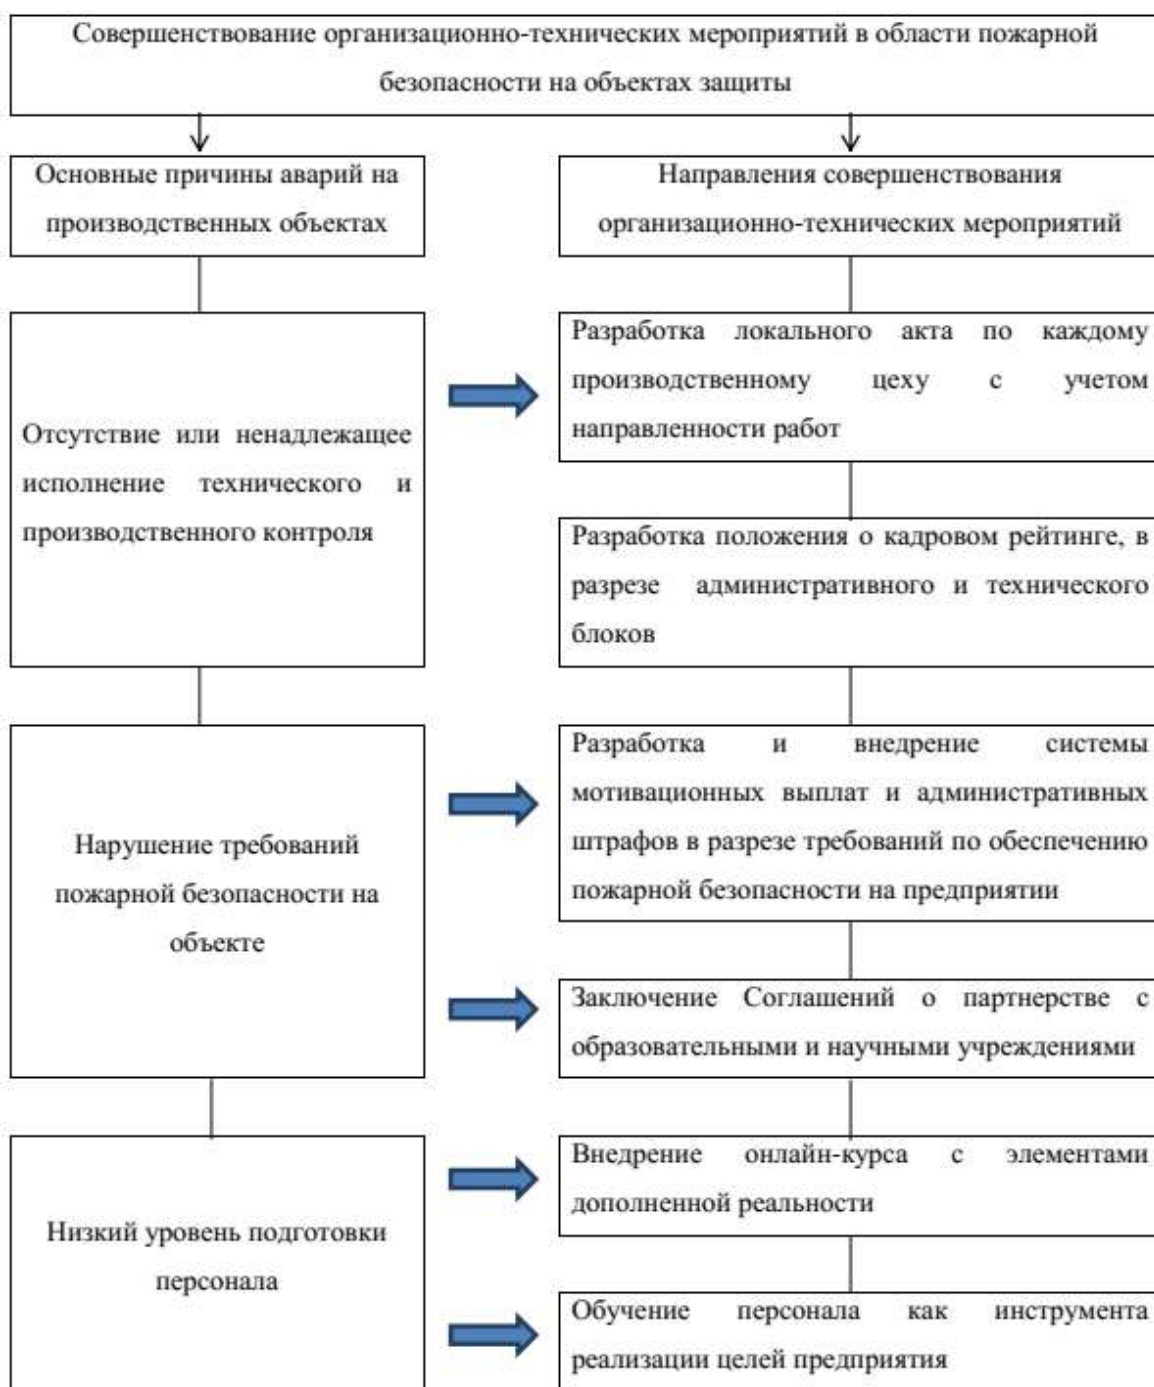 Совершенствование организационно-технических мероприятий в области пожарной
безопасности на объектах защиты
Основные причины аварий на
производственных объектах
Направления совершенствования
организационно-технических мероприятий
Отсутствие или ненадлежащее
исполнение технического и
производственного контроля
Разработка локального акта по каждому
производственному цеху с учетом
направленности работ
Разработка положения о кадровом рейтинге, в
разрезе административного и технического
блоков
Нарушение требований
пожарной безопасности на
объекте
Разработка и внедрение системы
мотивационных выплат и административных
штрафов в разрезе требований по обеспечению
пожарной безопасности на предприятии
Заключение Соглашений о партнерстве с
образовательными и научными учреждениями
Низкий уровень подготовки
персонала
Внедрение онлайн-курса с элементами
дополненной реальности
Обучение персонала как инструмента
реализации целей предприятия